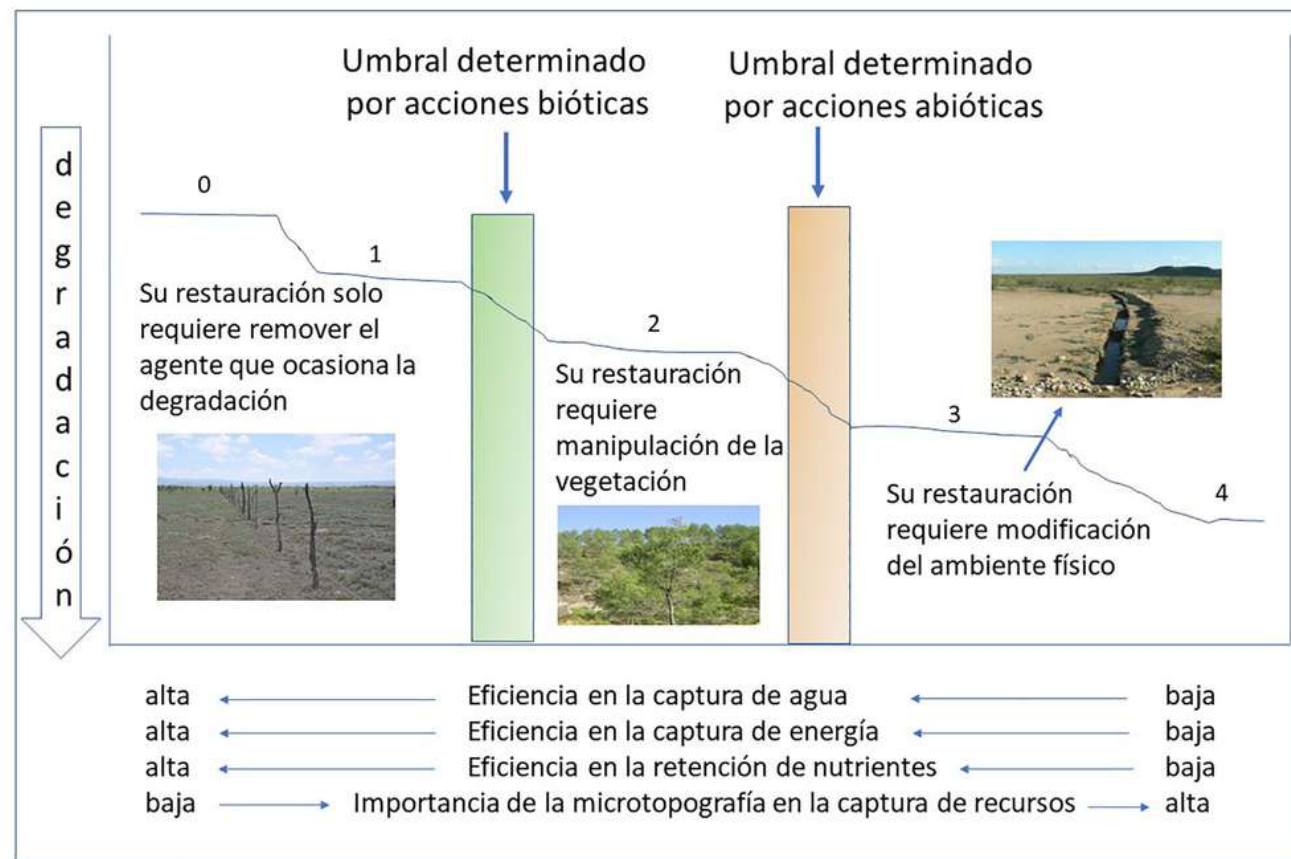 Umbral determinado
por acciones bióticas
Umbral determinado
por acciones abióticas
degradación
0
1
2
3
4
Su restauración solo
requiere remover el
agente que ocasiona la
degradación
Su restauración
requiere
manipulación de la
vegetación
Su restauración
requiere modificación
del ambiente físico
alta Eficiencia en la captura de agua baja
alta Eficiencia en la captura de energía baja
alta Eficiencia en la retención de nutrientes baja
baja Importancia de la microtopografía en la captura de recursos alta